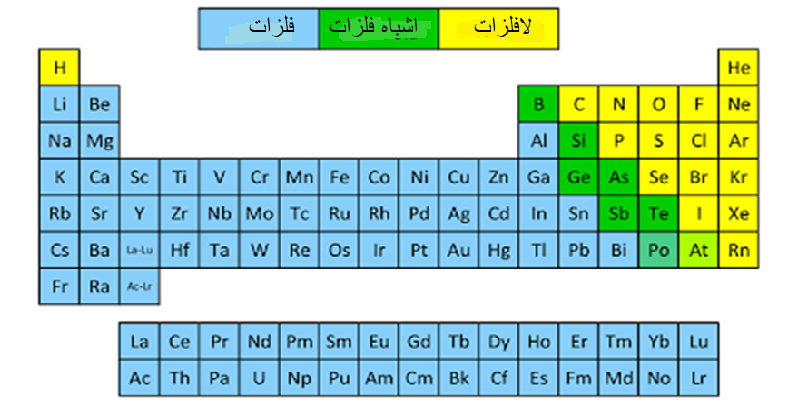 لافلزات اشباه فلزات فلزات
H He
Li Be B C N O F Ne
Na Mg Al Si P S Cl Ar
K Ca Sc Ti V Cr Mn Fe Co Ni Cu Zn Ga Ge As Se Br Kr
Rb Sr Y Zr Nb Mo Tc Ru Rh Pd Ag Cd In Sn Sb Te I Xe
Cs Ba La-Lu Hf Ta W Re Os Ir Pt Au Hg Tl Pb Bi Po At Rn
Fr Ra Ac-Lr
La Ce Pr Nd Pm Sm Eu Gd Tb Dy Ho Er Tm Yb Lu
Ac Th Pa U Np Pu Am Cm Bk Cf Es Fm Md No Lr